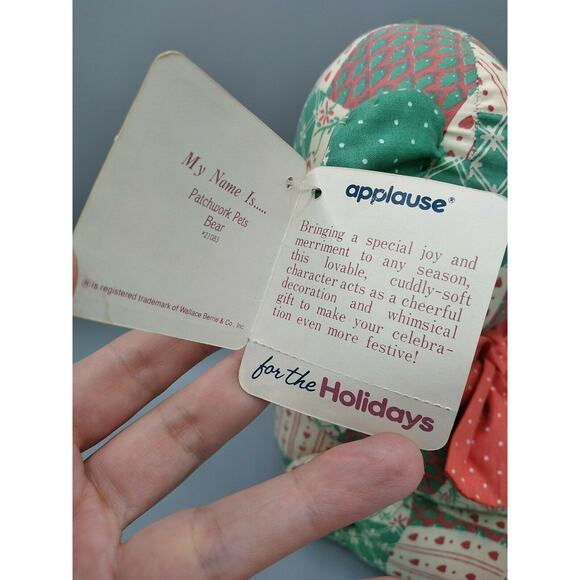 My Name Is.....
Patchwork Pets
Bear
#21083
® is registered trademark of Wallace Berrie & Co., Inc.
applause®
Bringing a special joy and
merriment to any season,
this lovable, cuddly-soft
character acts as a cheerful
decoration and whimsical
gift to make your celebra-
tion even more festive!
for the Holidays